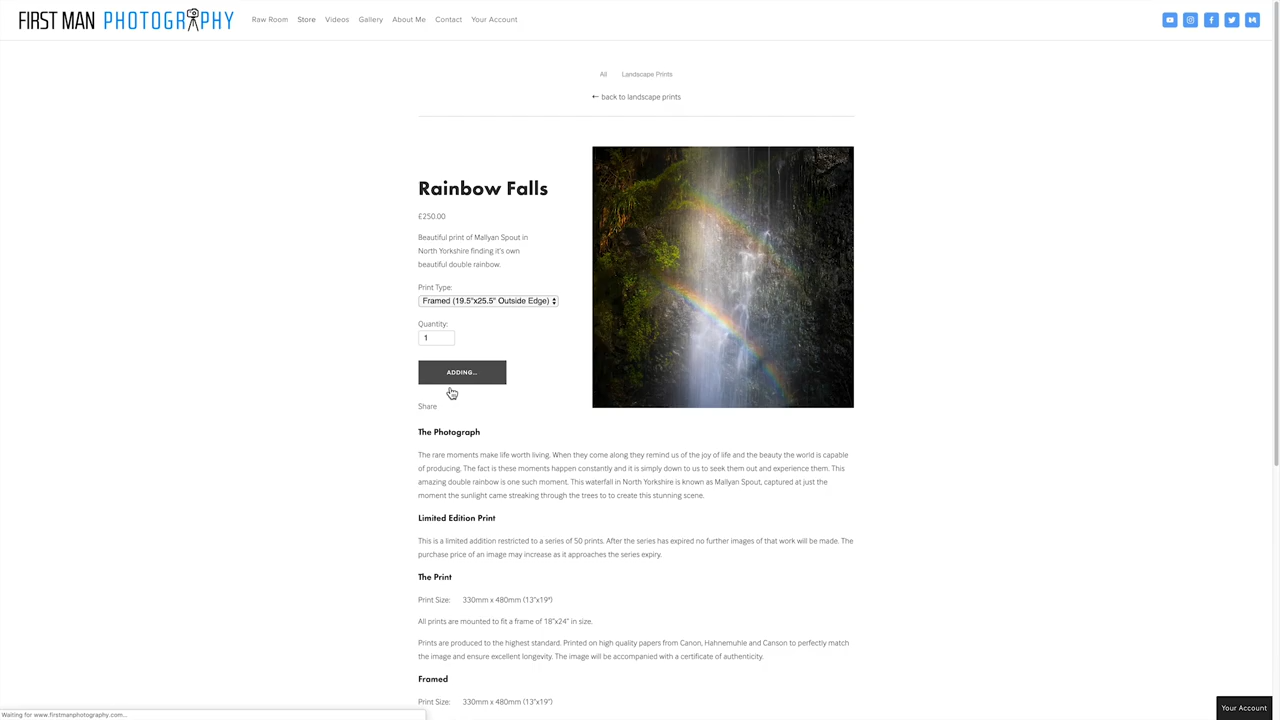 FIRST MAN PHOTOGRAPHY
Raw Room Store Videos Gallery About Me Contact Your Account
All Landscape Prints
← back to landscape prints
Rainbow Falls
£250.00
Beautiful print of Mallyan Spout in
North Yorkshire finding it's own
beautiful double rainbow.
Print Type:
Framed (19.5"x25.5" Outside Edge)
Quantity:
1
ADDING...
Share
The Photograph
The rare moments make life worth living. When they come along they remind us of the joy of life and the beauty the world is capable
of producing. The fact is these moments happen constantly and it is simply down to us to seek them out and experience them. This
amazing double rainbow is one such moment. This waterfall in North Yorkshire is known as Mallyan Spout, captured at just the
moment the sunlight came streaking through the trees to to create this stunning scene.
Limited Edition Print
This is a limited addition restricted to a series of 50 prints. After the series has expired no further images of that work will be made. The
purchase price of an image may increase as it approaches the series expiry.
The Print
Print Size: 330mm x 480mm (13"x19")
All prints are mounted to fit a frame of 18"x24" in size.
Prints are produced to the highest standard. Printed on high quality papers from Canon, Hahnemuhle and Canson to perfectly match
the image and ensure excellent longevity. The image will be accompanied with a certificate of authenticity.
Framed
Print Size: 330mm x 480mm (13"x19")
Your Account
Waiting for www.firstmanphotography.com...